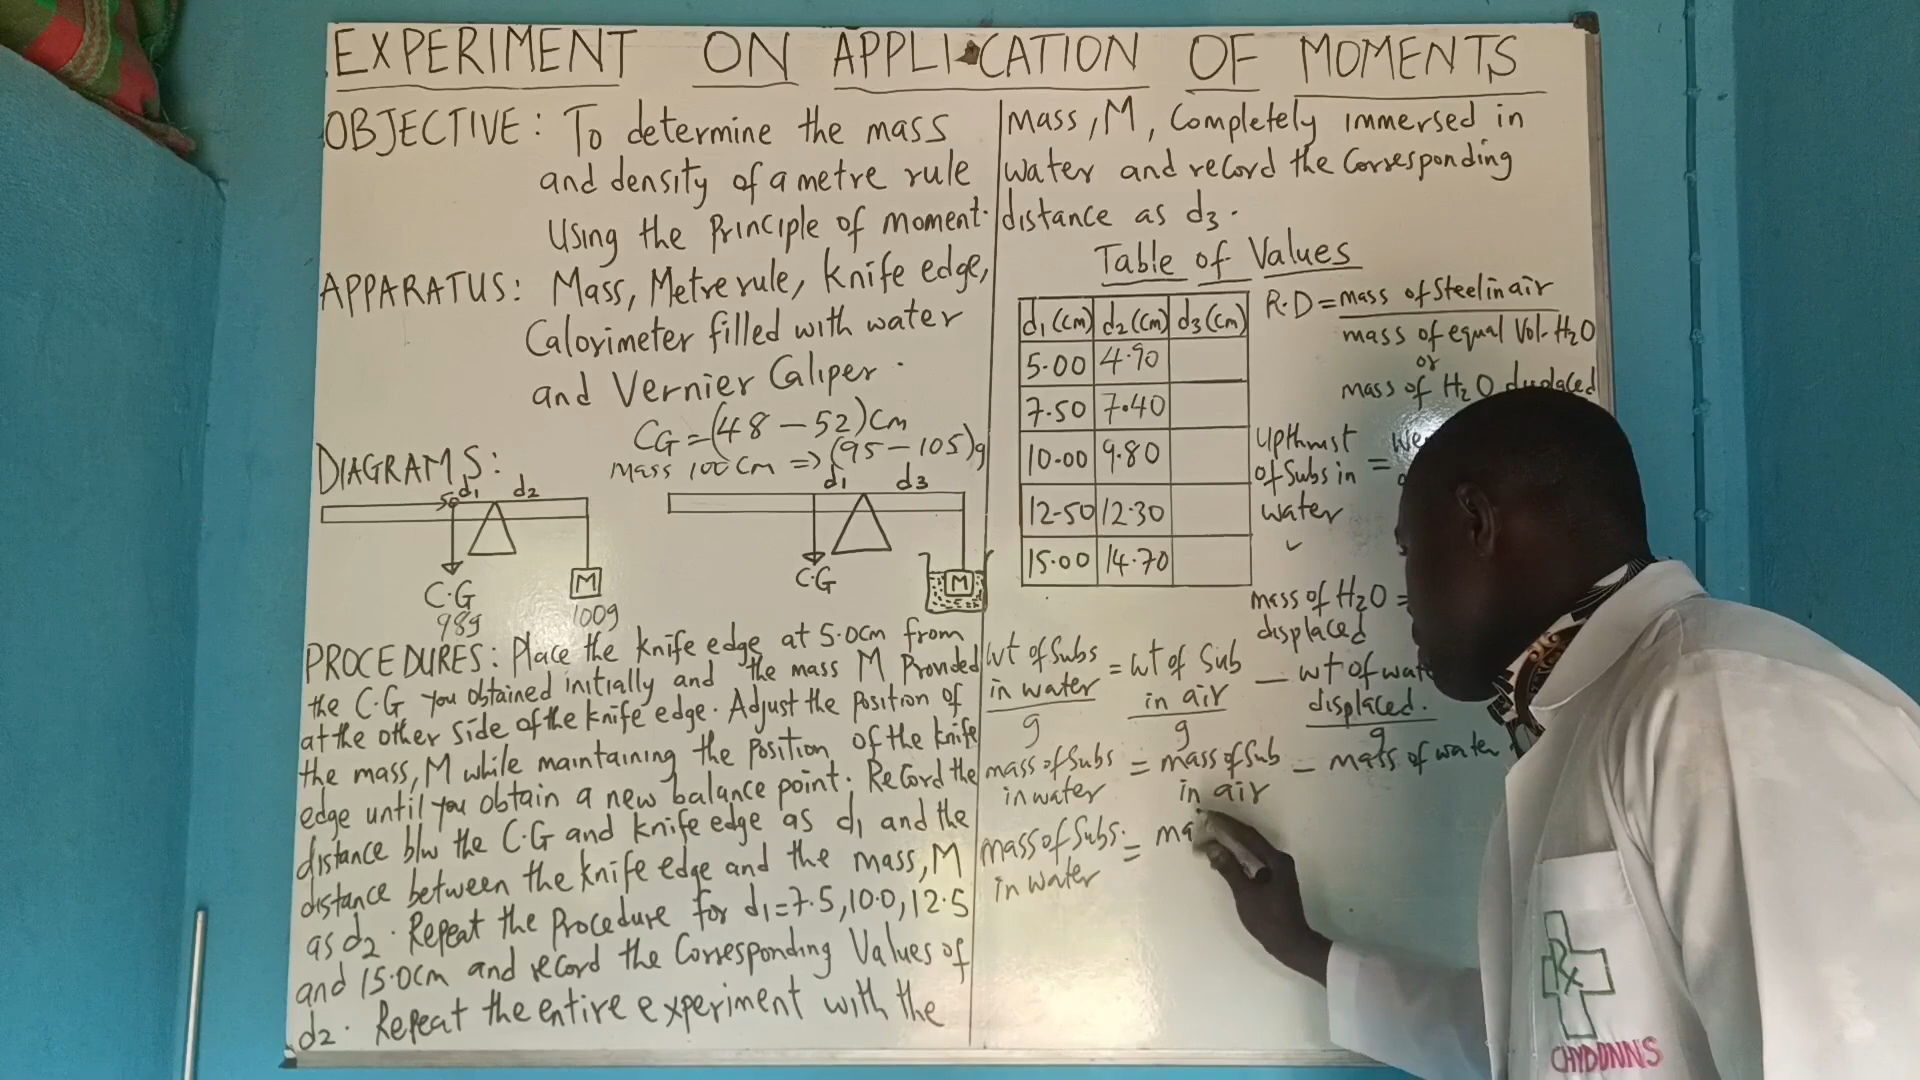 EXPERIMENT ON APPLICATION OF MOMENTS
OBJECTIVE: To determine the mass
and density of a metre rule
Using the Principle of moment.
APPARATUS: Mass, Metre rule, Knife edge,
Calorimeter filled with water
and Vernier Caliper.
CG = (48 – 52)cm
Mass 100cm => (95 – 105)g
DIAGRAMS:
50 d1 d2
C.G M
98g 100g
d1 d3
C.G M
PROCEDURES: Place the Knife edge at 5.0cm from
the C.G you obtained initially and the mass M Provided
at the other side of the Knife edge. Adjust the Position of
the mass, M while maintaining the Position of the Knife
edge until you obtain a new balance point. Record the
distance b/w the C.G and Knife edge as d1 and the
distance between the Knife edge and the mass, M
as d2. Repeat the Procedure for d1=7.5, 10.0, 12.5
and 15.0cm and record the Corresponding Values of
d2. Repeat the entire experiment with the
Mass, M, Completely immersed in
water and record the Corresponding
distance as d3.
Table of Values
d1(cm) d2(cm) d3(cm)
5.00 4.90
7.50 7.40
10.00 9.80
12.50 12.30
15.00 14.70
R.D = mass of Steel in air
mass of equal Vol. H2O
or
mass of H2O displaced
Upthrust
of Subs in =
water
mass of H2O =
displaced
wt of Subs = wt of Sub – wt of
in water in air displaced.
g g g
mass of Subs = mass of Sub – mass of water
in water in air
mass of Subs. = ma
in water
Rx
CHYDONNS